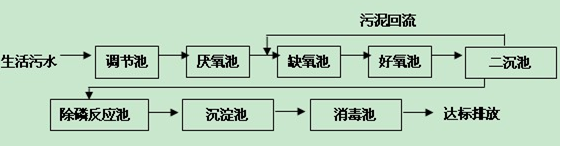 污泥回流
生活污水
调节池
厌氧池
缺氧池
好氧池
二沉池
除磷反应池
沉淀池
消毒池
达标排放